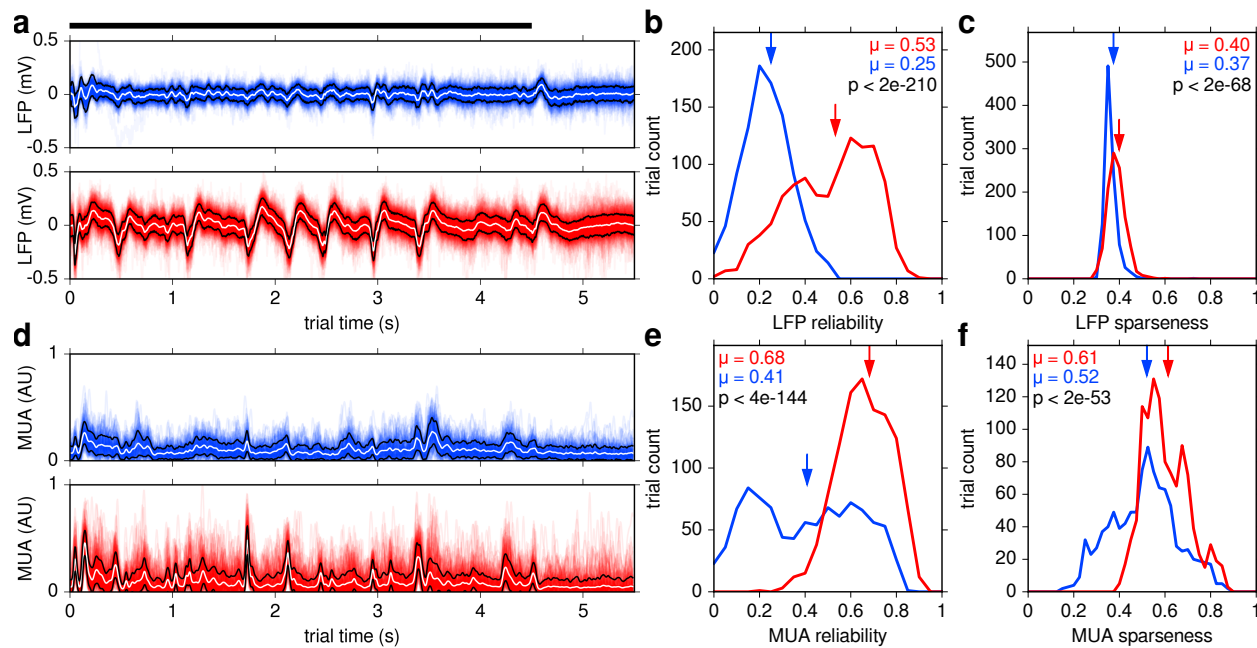 a
0.5
0
-0.5
LFP (mV)
0.5
0
-0.5
LFP (mV)
0 1 2 3 4 5
trial time (s)
b
200
150
100
50
0
trial count
μ = 0.53
μ = 0.25
p < 2e-210
0 0.2 0.4 0.6 0.8 1
LFP reliability
c
500
400
300
200
100
0
trial count
μ = 0.40
μ = 0.37
p < 2e-68
0 0.2 0.4 0.6 0.8 1
LFP sparseness
d
1
0
MUA (AU)
1
0
MUA (AU)
0 1 2 3 4 5
trial time (s)
e
150
100
50
0
trial count
μ = 0.68
μ = 0.41
p < 4e-144
0 0.2 0.4 0.6 0.8 1
MUA reliability
f
140
120
100
80
60
40
20
0
trial count
μ = 0.61
μ = 0.52
p < 2e-53
0 0.2 0.4 0.6 0.8 1
MUA sparseness